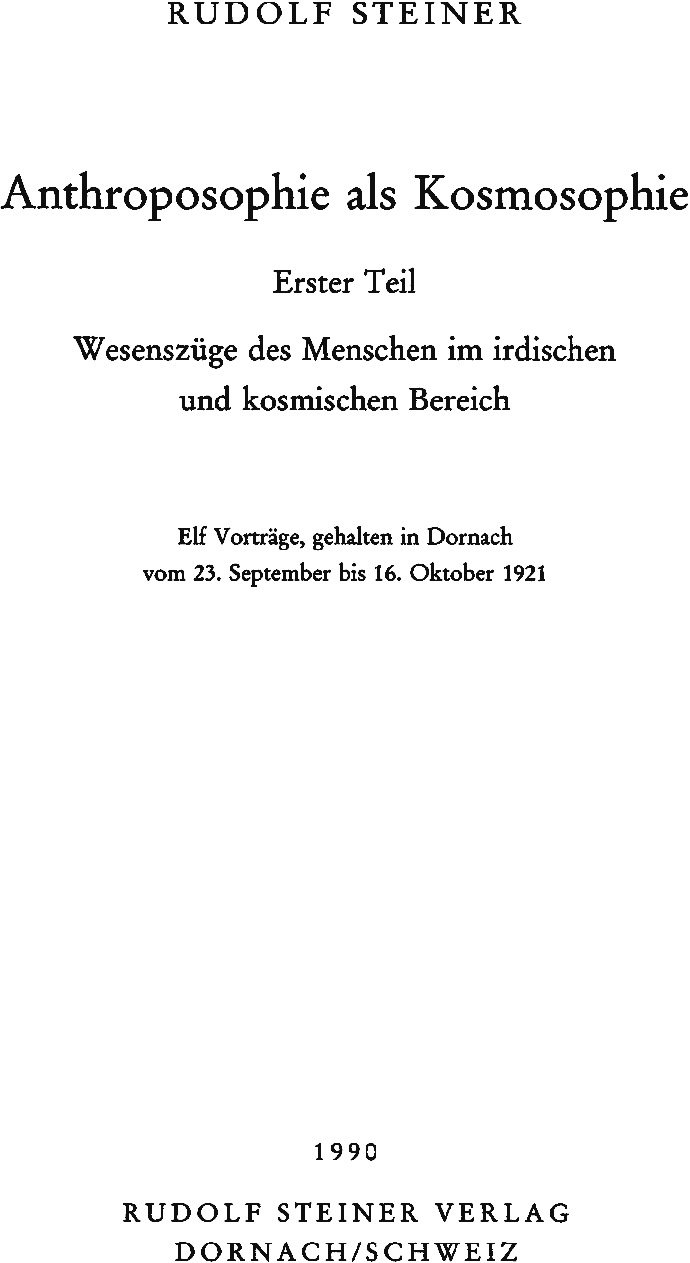 RUDOLF STEINER
Anthroposophie als Kosmosophie
Erster Teil
Wesenszüge des Menschen im irdischen
und kosmischen Bereich
Elf Vorträge, gehalten in Dornach
vom 23. September bis 16. Oktober 1921
1990
RUDOLF STEINER VERLAG
DORNACH/SCHWEIZ